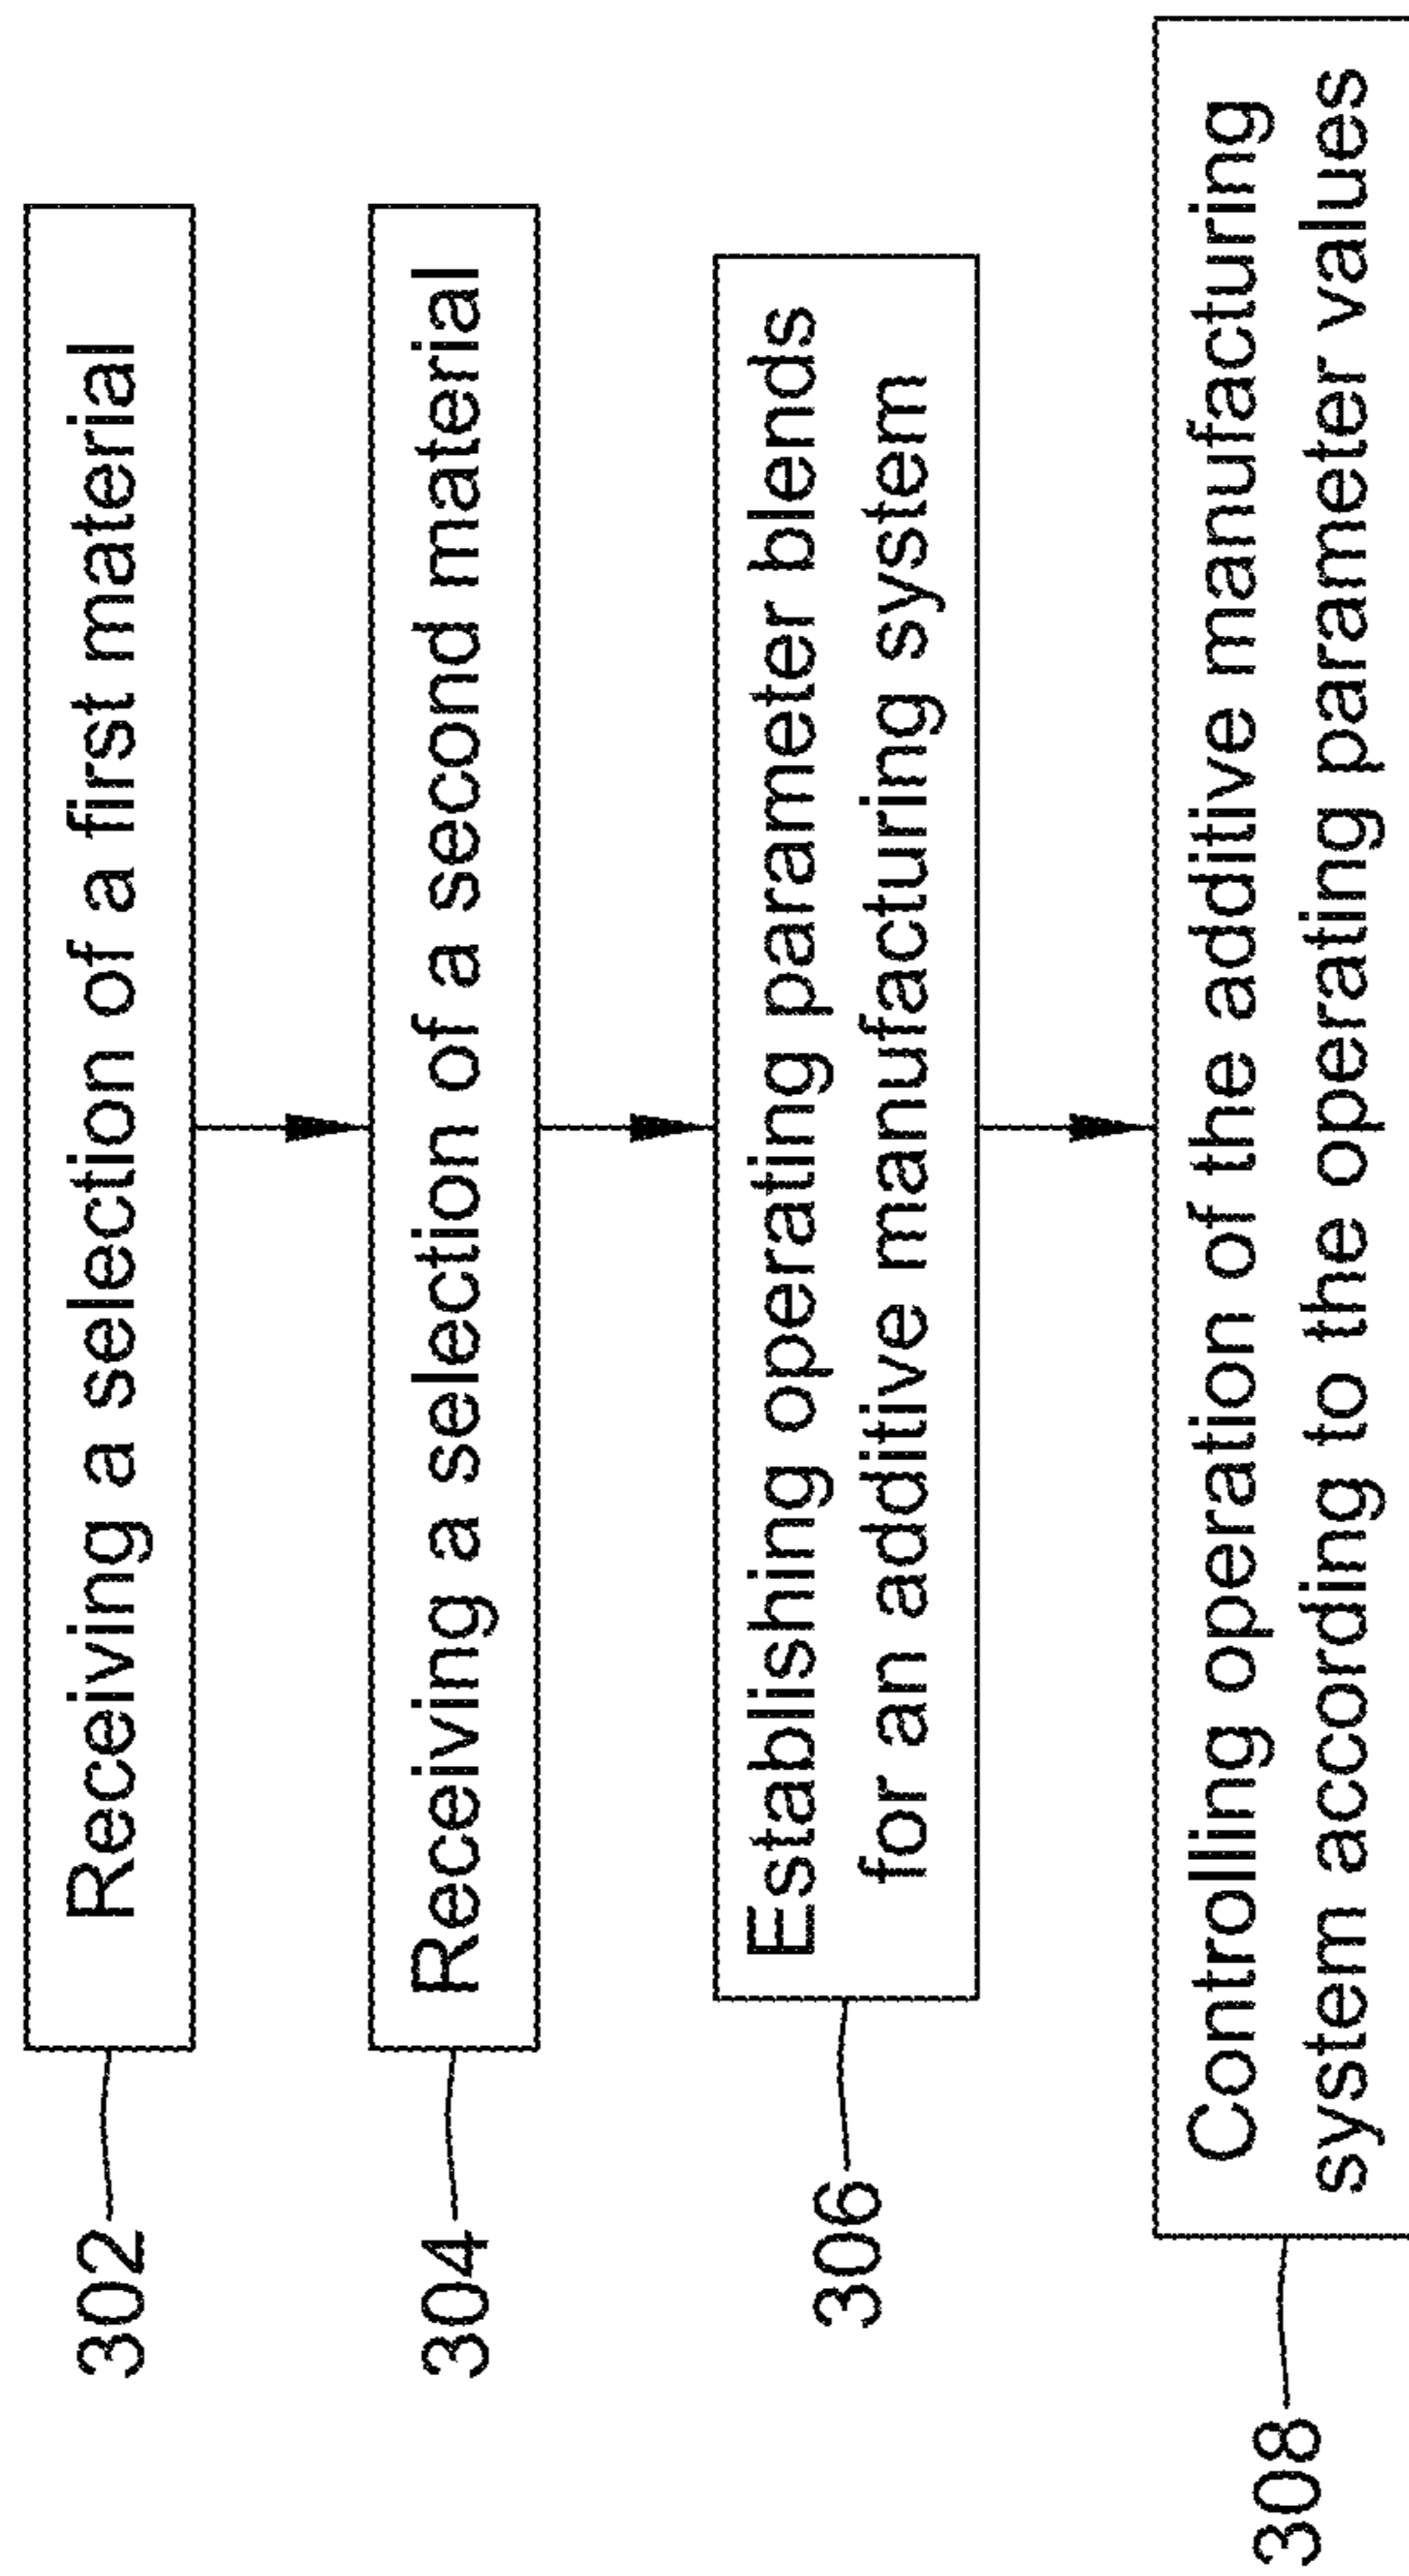 302
Receiving a selection of a first material
304
Receiving a selection of a second material
306
Establishing operating parameter blends
for an additive manufacturing system
308
Controlling operation of the additive manufacturing
system according to the operating parameter values